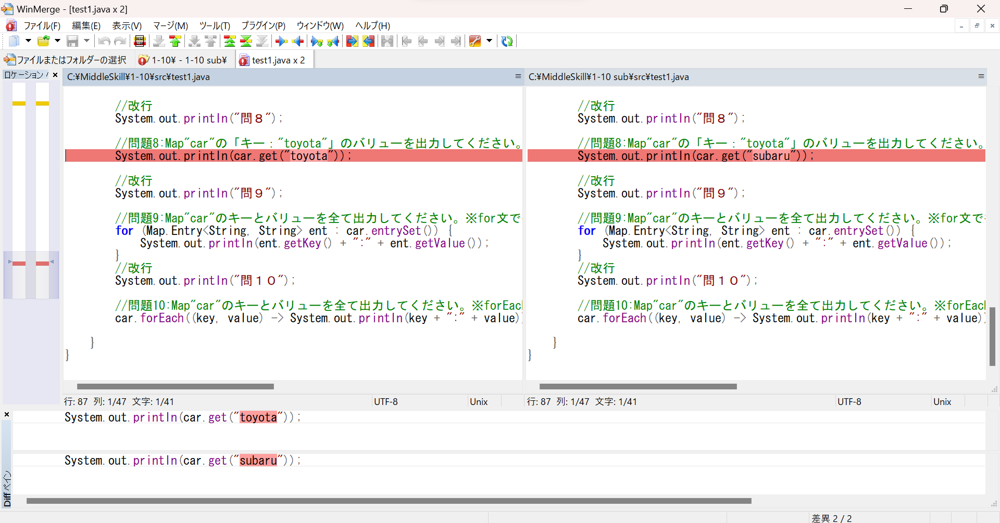 WinMerge - [test1.java x 2]
ファイル(F) 編集(E) 表示(V) マージ(M) ツール(T) プラグイン(P) ウィンドウ(W) ヘルプ(H)
ファイルまたはフォルダーの選択 1-10¥ - 1-10 sub¥ test1.java x 2
ロケーション
C:¥MiddleSkill¥1-10¥src¥test1.java
//改行
System.out.println("問８");
//問題8:Map"car"の「キー："toyota"」のバリューを出力してください。
System.out.println(car.get("toyota"));
//改行
System.out.println("問９");
//問題9:Map"car"のキーとバリューを全て出力してください。※for文で
for (Map.Entry<String, String> ent : car.entrySet()) {
System.out.println(ent.getKey() + ":" + ent.getValue());
}
//改行
System.out.println("問１０");
//問題10:Map"car"のキーとバリューを全て出力してください。※forEac
car.forEach((key, value) -> System.out.println(key + ":" + value)
}
}
行: 87 列: 1/47 文字: 1/41 UTF-8 Unix
C:¥MiddleSkill¥1-10 sub¥src¥test1.java
//改行
System.out.println("問８");
//問題8:Map"car"の「キー："toyota"」のバリューを出力してください。
System.out.println(car.get("subaru"));
//改行
System.out.println("問９");
//問題9:Map"car"のキーとバリューを全て出力してください。※for文で
for (Map.Entry<String, String> ent : car.entrySet()) {
System.out.println(ent.getKey() + ":" + ent.getValue());
}
//改行
System.out.println("問１０");
//問題10:Map"car"のキーとバリューを全て出力してください。※forEac
car.forEach((key, value) -> System.out.println(key + ":" + value)
}
}
行: 87 列: 1/47 文字: 1/41 UTF-8 Unix
Diff ペイン
System.out.println(car.get("toyota"));
System.out.println(car.get("subaru"));
差異 2 / 2